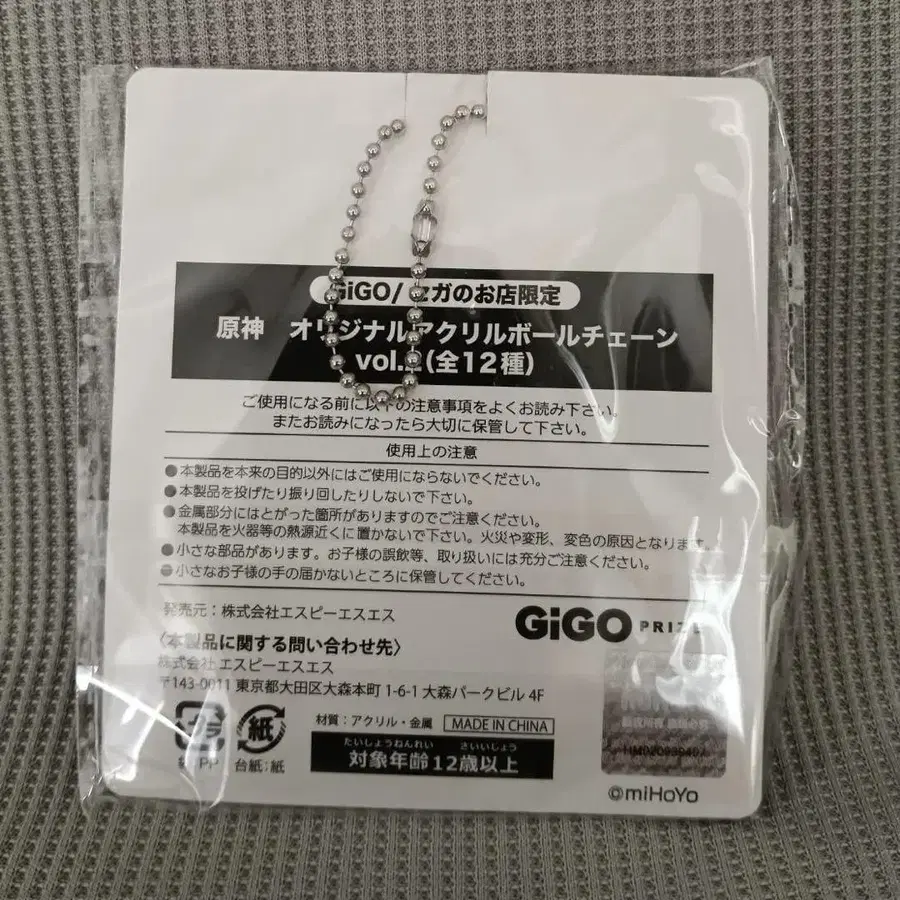 GiGO/セガのお店限定
原神 オリジナルアクリルボールチェーン
vol.2(全12種)
ご使用になる前に以下の注意事項をよくお読み下さい。
またお読みになったら大切に保管して下さい。
使用上の注意
●本製品を本来の目的以外にはご使用にならないでください。
●本製品を投げたり振り回したりしないで下さい。
●金属部分にはとがった箇所がありますのでご注意ください。
本製品を火器等の熱源近くに置かないで下さい。火災や変形、変色の原因となります。
●小さな部品があります。お子様の誤飲等、取り扱いには充分ご注意ください。
●小さなお子様の手の届かないところに保管してください。
発売元：株式会社エスピーエスエス
GiGO PRIZE
〈本製品に関する問い合わせ先〉
株式会社エスピーエスエス
〒143-0011 東京都大田区大森本町 1-6-1 大森パークビル 4F
プラ
紙
PP
台紙：紙
材質：アクリル・金属
MADE IN CHINA
たいしょうねんれい さいいじょう
対象年齢12歳以上
©miHoYo